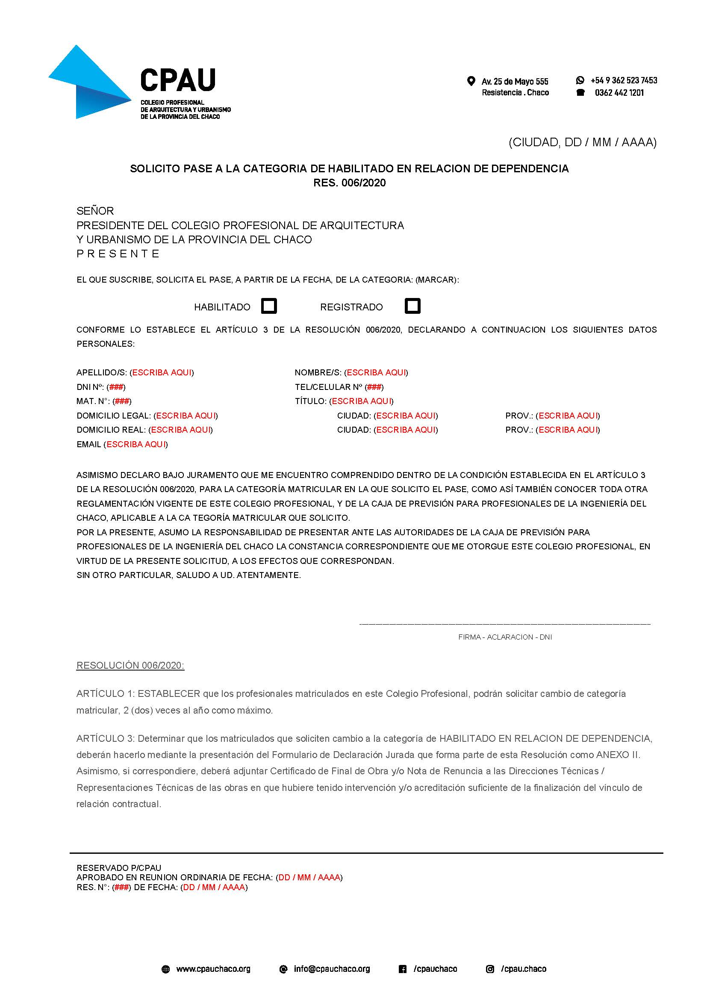 CPAU
COLEGIO PROFESIONAL
DE ARQUITECTURA Y URBANISMO
DE LA PROVINCIA DEL CHACO
Av. 25 de Mayo 555
Resistencia . Chaco
+54 9 362 523 7453
0362 442 1201
(CIUDAD, DD / MM / AAAA)
SOLICITO PASE A LA CATEGORIA DE HABILITADO EN RELACION DE DEPENDENCIA
RES. 006/2020
SEÑOR
PRESIDENTE DEL COLEGIO PROFESIONAL DE ARQUITECTURA
Y URBANISMO DE LA PROVINCIA DEL CHACO
P R E S E N T E
EL QUE SUSCRIBE, SOLICITA EL PASE, A PARTIR DE LA FECHA, DE LA CATEGORIA: (MARCAR):
HABILITADO REGISTRADO
CONFORME LO ESTABLECE EL ARTÍCULO 3 DE LA RESOLUCIÓN 006/2020, DECLARANDO A CONTINUACION LOS SIGUIENTES DATOS
PERSONALES:
APELLIDO/S: (ESCRIBA AQUI) NOMBRE/S: (ESCRIBA AQUI)
DNI Nº: (###) TEL/CELULAR Nº (###)
MAT. N°: (###) TÍTULO: (ESCRIBA AQUI)
DOMICILIO LEGAL: (ESCRIBA AQUI) CIUDAD: (ESCRIBA AQUI) PROV.: (ESCRIBA AQUI)
DOMICILIO REAL: (ESCRIBA AQUI) CIUDAD: (ESCRIBA AQUI) PROV.: (ESCRIBA AQUI)
EMAIL (ESCRIBA AQUI)
ASIMISMO DECLARO BAJO JURAMENTO QUE ME ENCUENTRO COMPRENDIDO DENTRO DE LA CONDICIÓN ESTABLECIDA EN EL ARTÍCULO 3
DE LA RESOLUCIÓN 006/2020, PARA LA CATEGORÍA MATRICULAR EN LA QUE SOLICITO EL PASE, COMO ASÍ TAMBIÉN CONOCER TODA OTRA
REGLAMENTACIÓN VIGENTE DE ESTE COLEGIO PROFESIONAL, Y DE LA CAJA DE PREVISIÓN PARA PROFESIONALES DE LA INGENIERÍA DEL
CHACO, APLICABLE A LA CA TEGORÍA MATRICULAR QUE SOLICITO.
POR LA PRESENTE, ASUMO LA RESPONSABILIDAD DE PRESENTAR ANTE LAS AUTORIDADES DE LA CAJA DE PREVISIÓN PARA
PROFESIONALES DE LA INGENIERÍA DEL CHACO LA CONSTANCIA CORRESPONDIENTE QUE ME OTORGUE ESTE COLEGIO PROFESIONAL, EN
VIRTUD DE LA PRESENTE SOLICITUD, A LOS EFECTOS QUE CORRESPONDAN.
SIN OTRO PARTICULAR, SALUDO A UD. ATENTAMENTE.
FIRMA - ACLARACION - DNI
RESOLUCIÓN 006/2020:
ARTÍCULO 1: ESTABLECER que los profesionales matriculados en este Colegio Profesional, podrán solicitar cambio de categoría
matricular, 2 (dos) veces al año como máximo.
ARTÍCULO 3: Determinar que los matriculados que soliciten cambio a la categoría de HABILITADO EN RELACION DE DEPENDENCIA,
deberán hacerlo mediante la presentación del Formulario de Declaración Jurada que forma parte de esta Resolución como ANEXO II.
Asimismo, si correspondiere, deberá adjuntar Certificado de Final de Obra y/o Nota de Renuncia a las Direcciones Técnicas /
Representaciones Técnicas de las obras en que hubiere tenido intervención y/o acreditación suficiente de la finalización del vínculo de
relación contractual.
RESERVADO P/CPAU
APROBADO EN REUNION ORDINARIA DE FECHA: (DD / MM / AAAA)
RES. N°: (###) DE FECHA: (DD / MM / AAAA)
www.cpauchaco.org info@cpauchaco.org /cpauchaco /cpau.chaco